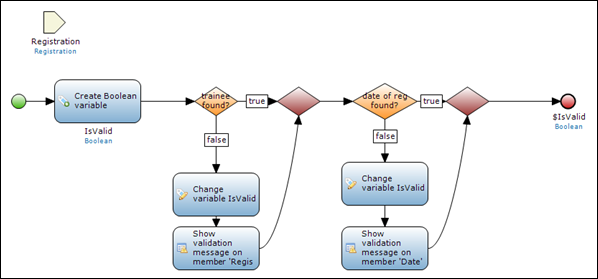 Registration
Registration
Create Boolean
variable
IsValid
Boolean
trainee
found?
true
false
Change
variable IsValid
Show
validation
message on
member 'Regis
date of reg
found?
true
false
Change
variable IsValid
Show
validation
message on
member 'Date'
$IsValid
Boolean